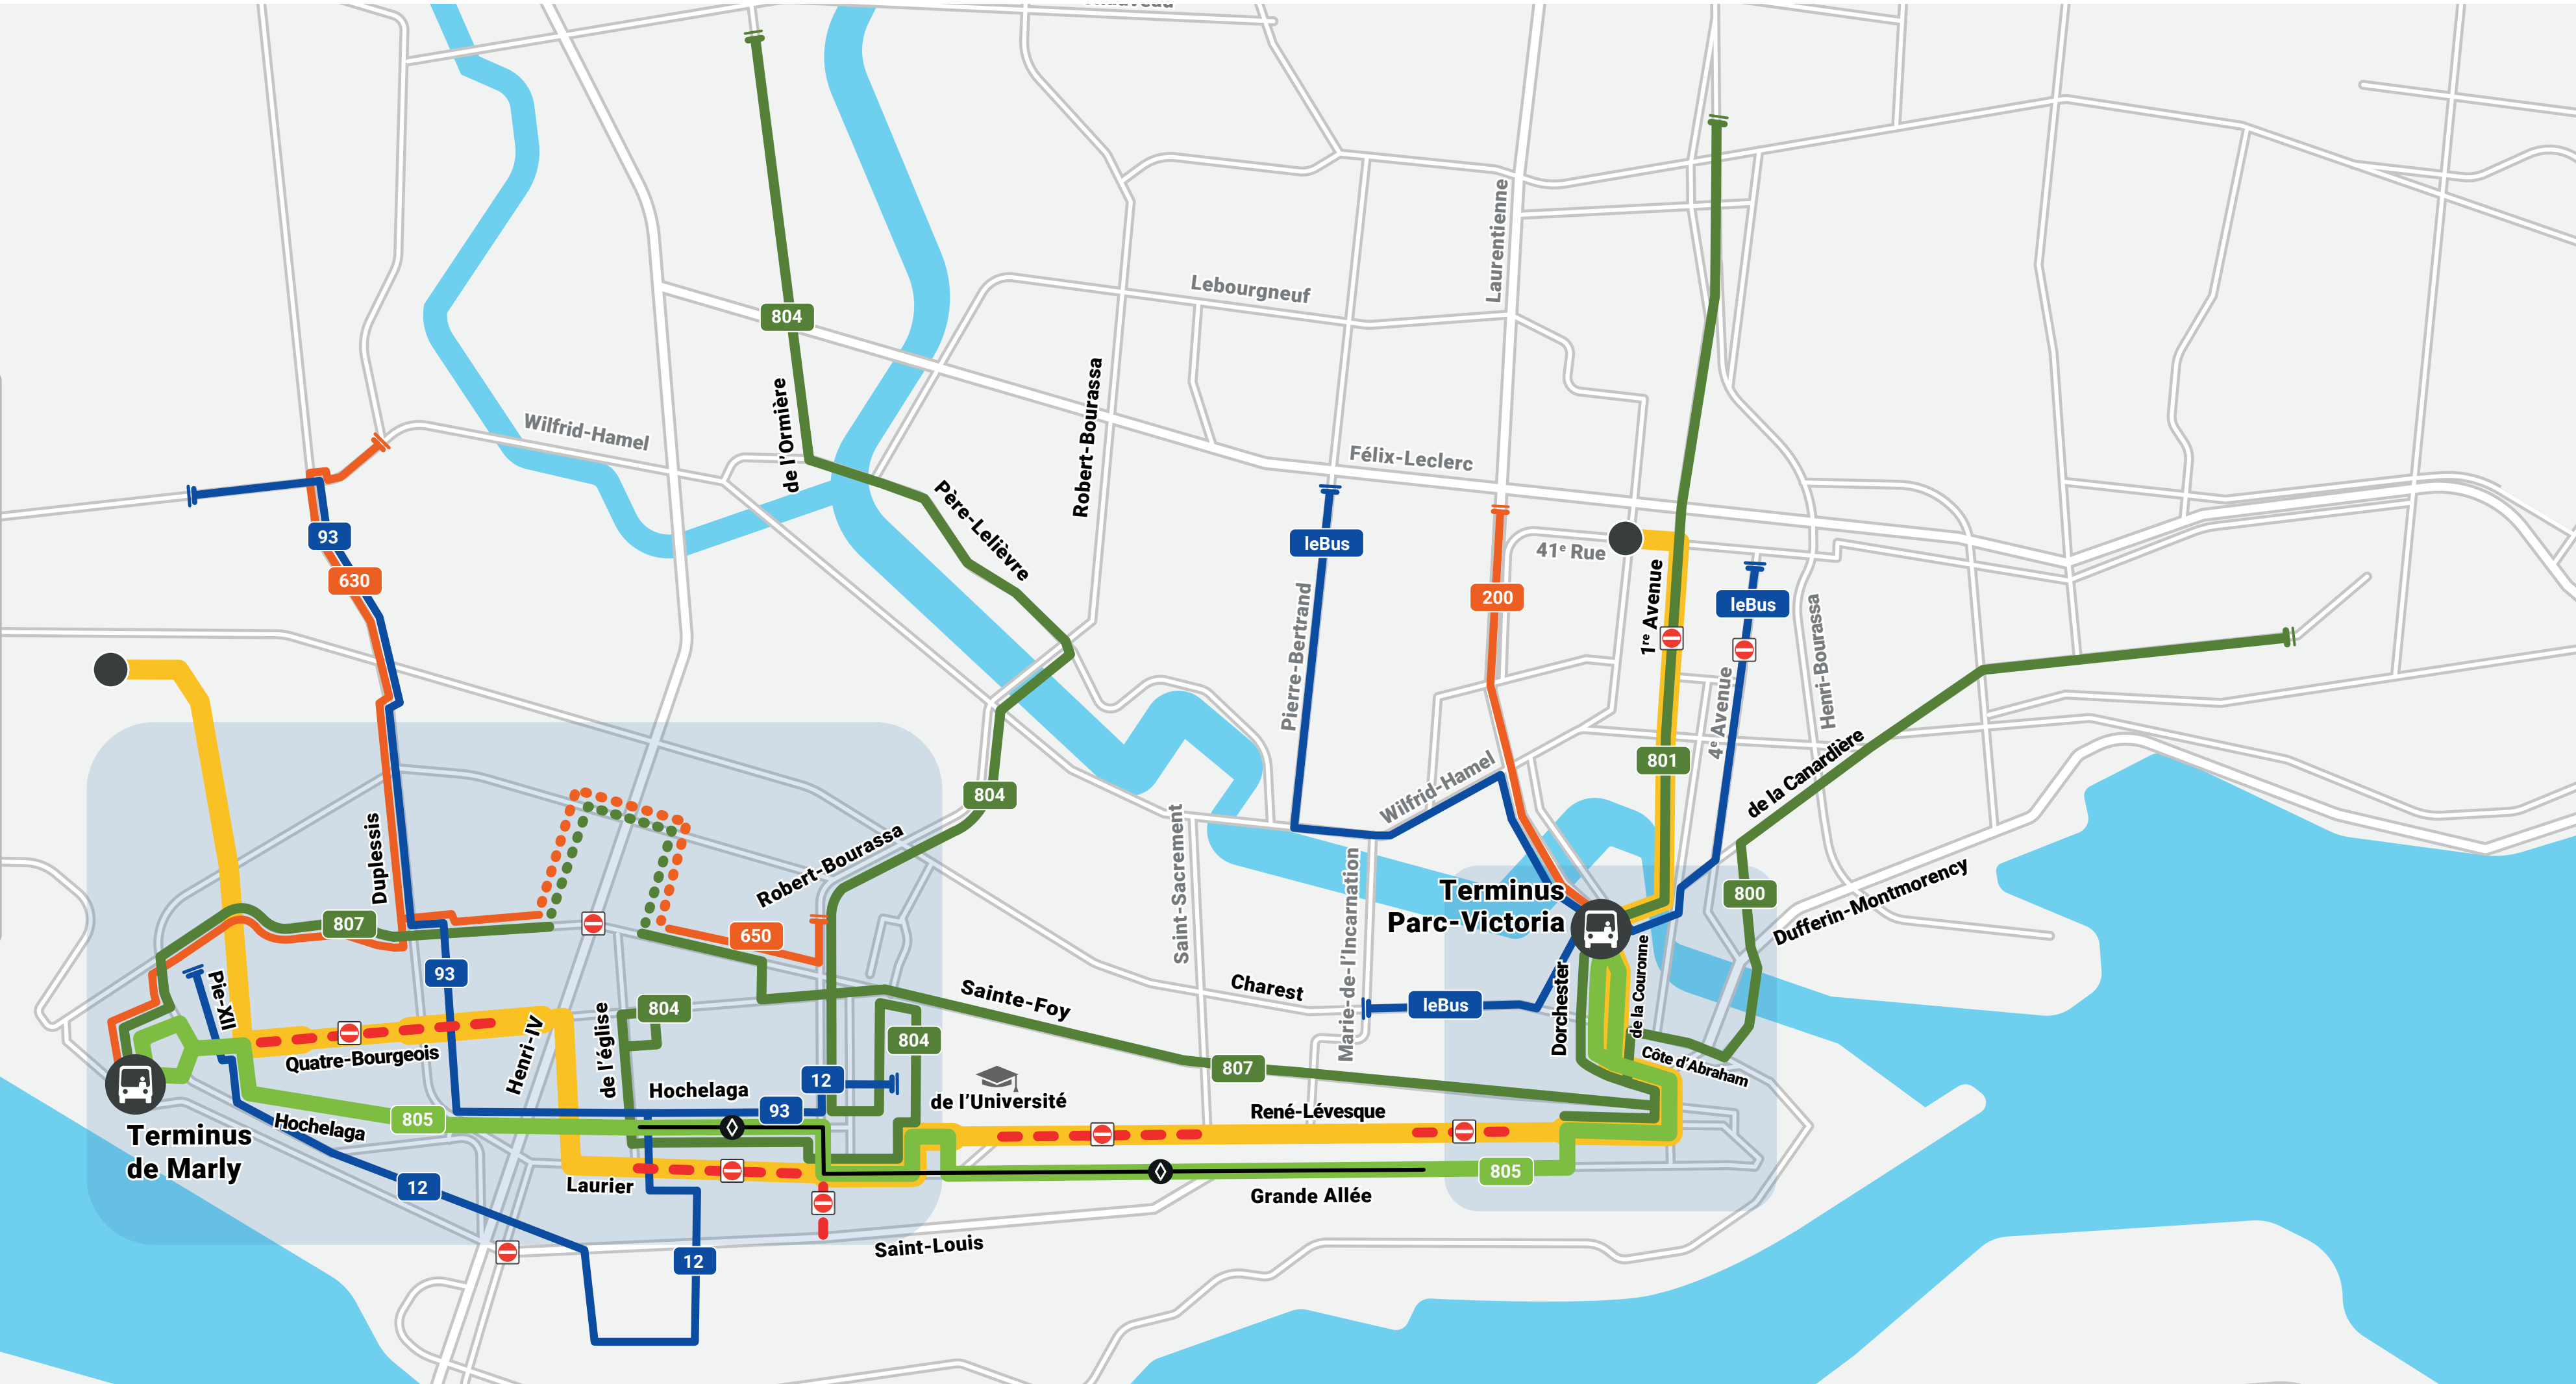 804
Laurentienne
Lebourgneuf
de l'Ormière
Robert-Bourassa
Wilfrid-Hamel
Félix-Leclerc
Père-Lelièvre
93
leBus
41e Rue
630
200
1re Avenue
leBus
Pierre-Bertrand
Henri-Bourassa
4e Avenue
801
de la Canardière
Wilfrid-Hamel
804
Duplessis
Robert-Bourassa
Saint-Sacrement
Marie-de-l'Incarnation
Terminus
Parc-Victoria
800
Dufferin-Montmorency
807
650
93
Pie-XII
Sainte-Foy
Charest
leBus
Dorchester
de la Couronne
804
804
Henri-IV
de l'église
Quatre-Bourgeois
807
Côte d'Abraham
12
Hochelaga
93
de l'Université
René-Lévesque
805
Hochelaga
Terminus
de Marly
12
Laurier
805
Grande Allée
Saint-Louis
12